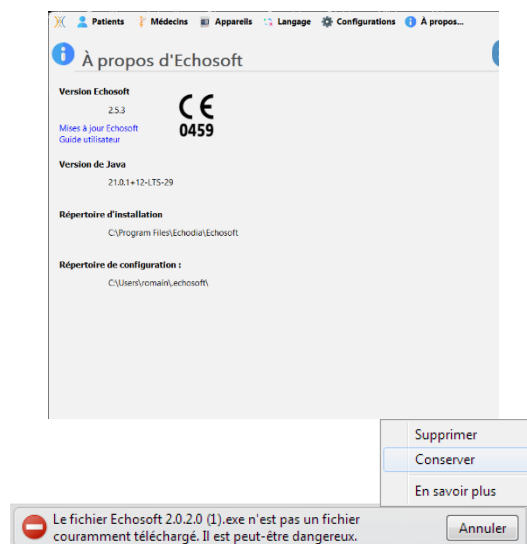 Patients Médecins Appareils Langage Configurations À propos...
À propos d'Echosoft
Version Echosoft
2.5.3
CE
0459
Mises à jour Echosoft
Guide utilisateur
Version de Java
21.0.1+12-LTS-29
Répertoire d'installation
C:\Program Files\Echodia\Echosoft
Répertoire de configuration :
C:\Users\romain\.echosoft\
Supprimer
Conserver
En savoir plus
Le fichier Echosoft 2.0.2.0 (1).exe n'est pas un fichier
couramment téléchargé. Il est peut-être dangereux.
Annuler